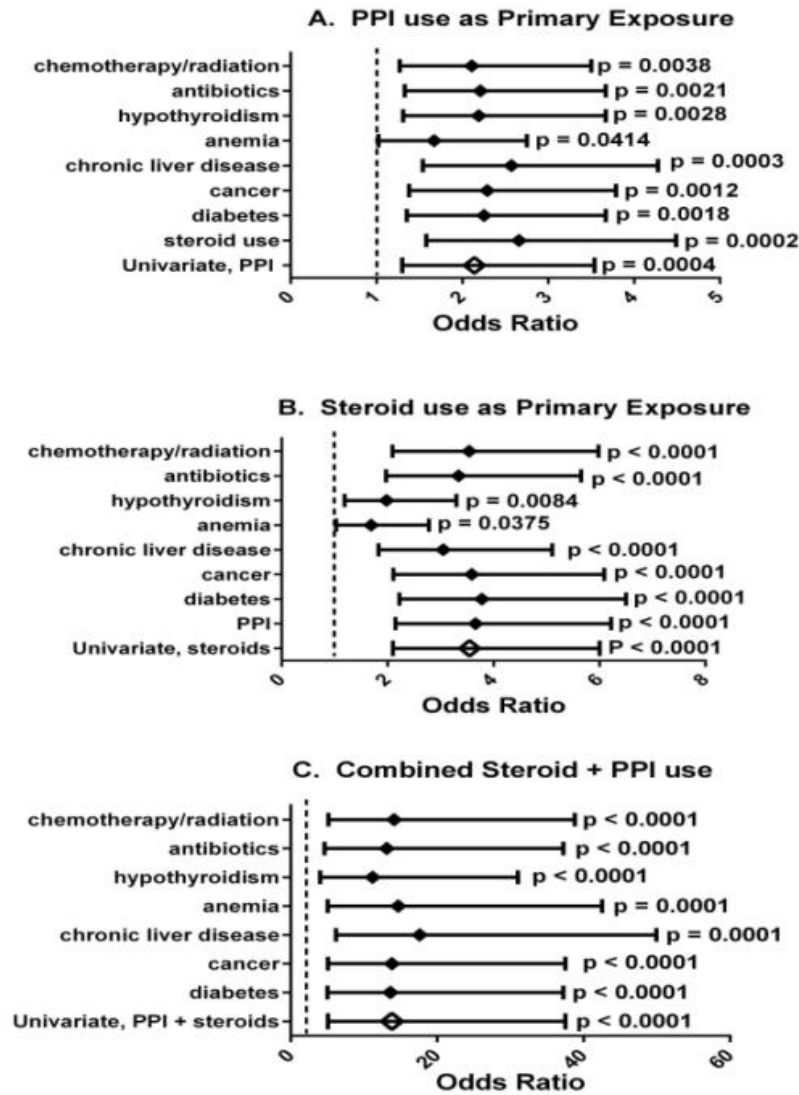 A. PPI use as Primary Exposure
chemotherapy/radiation p = 0.0038
antibiotics p = 0.0021
hypothyroidism p = 0.0028
anemia p = 0.0414
chronic liver disease p = 0.0003
cancer p = 0.0012
diabetes p = 0.0018
steroid use p = 0.0002
Univariate, PPI p = 0.0004
0 1 2 3 4 5
Odds Ratio
B. Steroid use as Primary Exposure
chemotherapy/radiation p < 0.0001
antibiotics p < 0.0001
hypothyroidism p = 0.0084
anemia p = 0.0375
chronic liver disease p < 0.0001
cancer p < 0.0001
diabetes p < 0.0001
PPI p < 0.0001
Univariate, steroids P < 0.0001
0 2 4 6 8
Odds Ratio
C. Combined Steroid + PPI use
chemotherapy/radiation p < 0.0001
antibiotics p < 0.0001
hypothyroidism p < 0.0001
anemia p = 0.0001
chronic liver disease p = 0.0001
cancer p < 0.0001
diabetes p < 0.0001
Univariate, PPI + steroids p < 0.0001
0 20 40 60
Odds Ratio